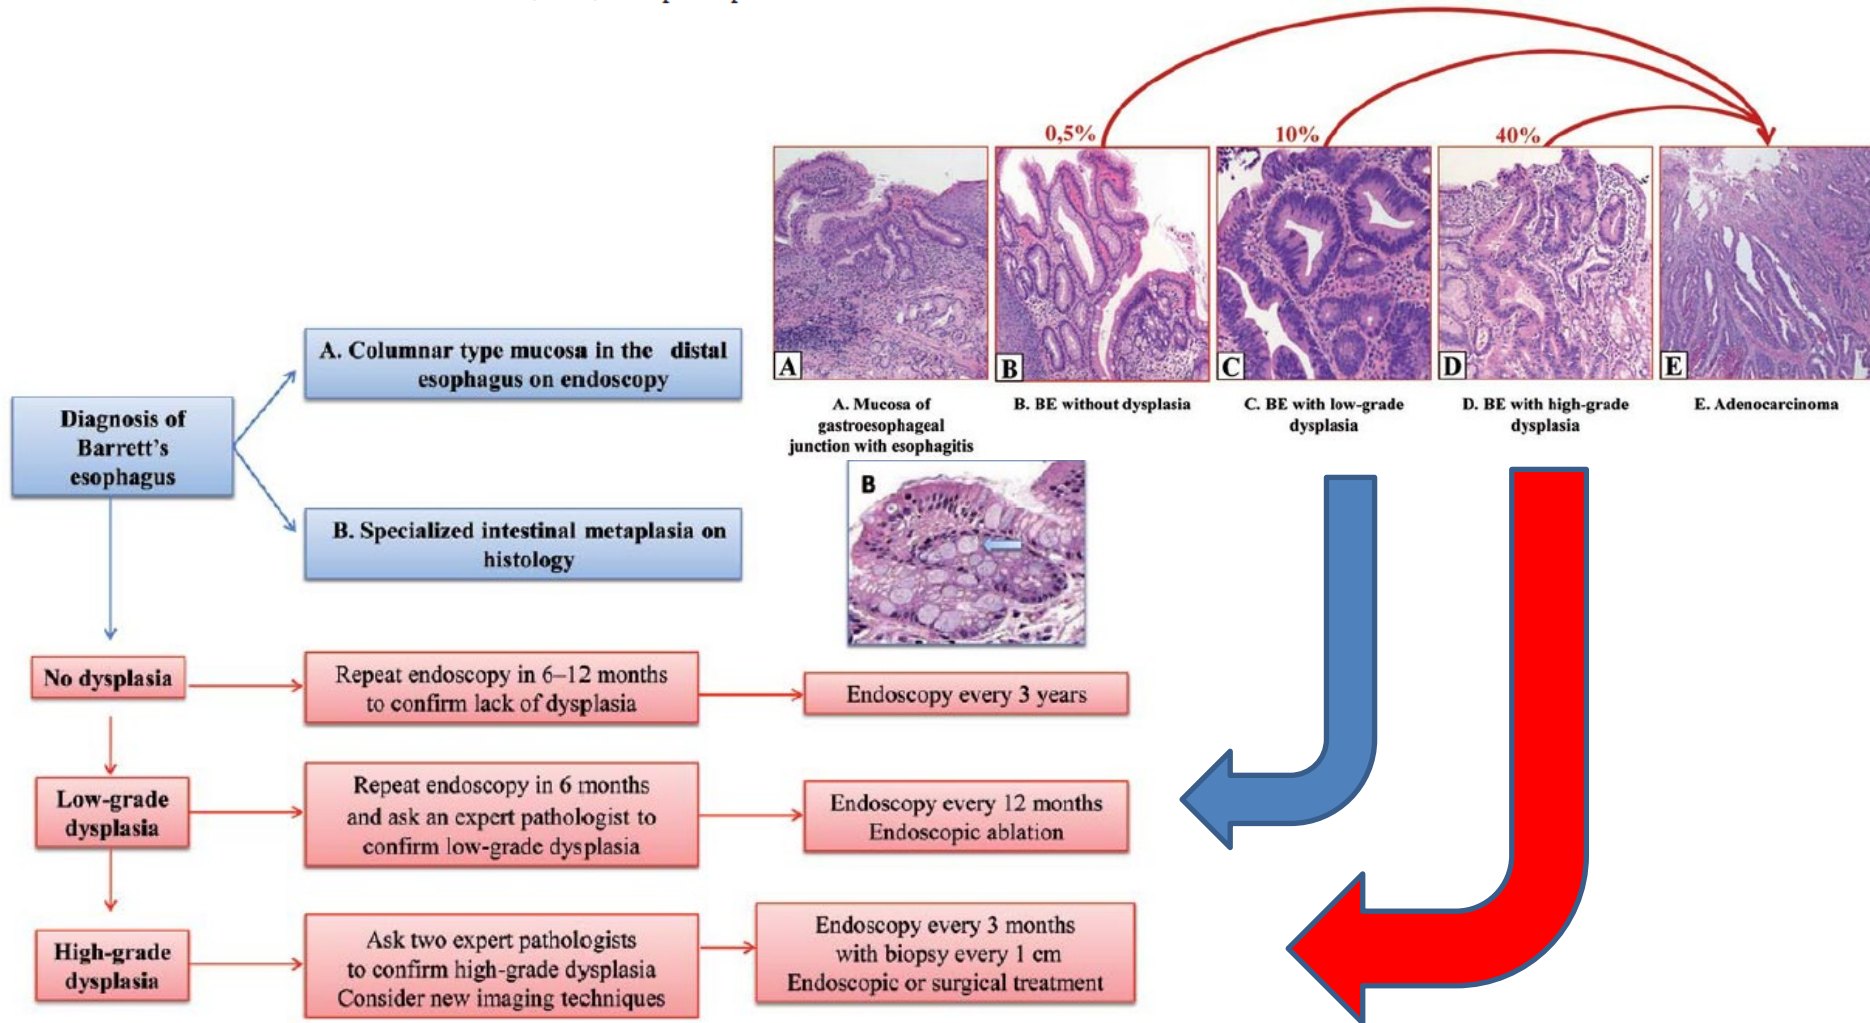 0,5%
10%
40%
A
B
C
D
E
A. Mucosa of
gastroesophageal
junction with esophagitis
B. BE without dysplasia
C. BE with low-grade
dysplasia
D. BE with high-grade
dysplasia
E. Adenocarcinoma
B
Diagnosis of
Barrett’s
esophagus
A. Columnar type mucosa in the distal
esophagus on endoscopy
B. Specialized intestinal metaplasia on
histology
No dysplasia
Repeat endoscopy in 6–12 months
to confirm lack of dysplasia
Endoscopy every 3 years
Low-grade
dysplasia
Repeat endoscopy in 6 months
and ask an expert pathologist to
confirm low-grade dysplasia
Endoscopy every 12 months
Endoscopic ablation
High-grade
dysplasia
Ask two expert pathologists
to confirm high-grade dysplasia
Consider new imaging techniques
Endoscopy every 3 months
with biopsy every 1 cm
Endoscopic or surgical treatment